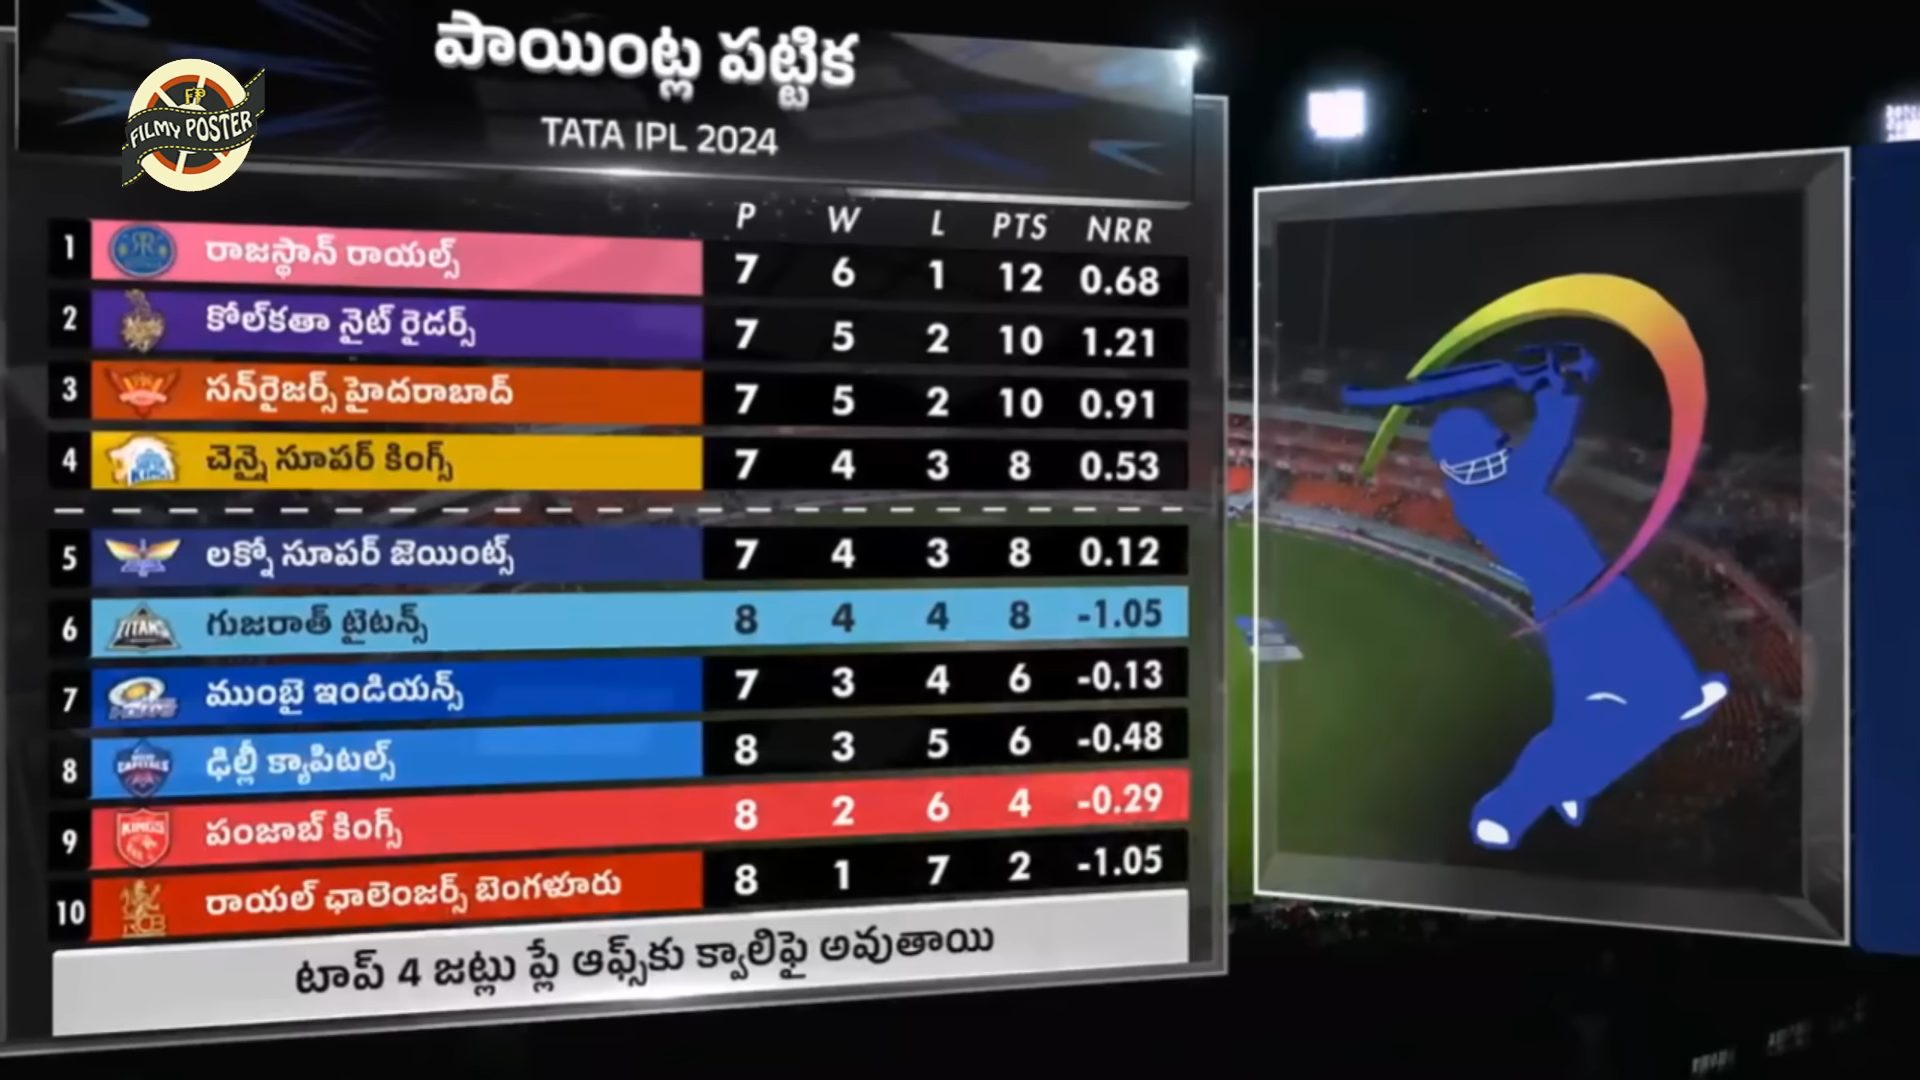 పాయింట్ల పట్టిక
TATA IPL 2024
FP
FILMY POSTER
P W L PTS NRR
1 రాజస్థాన్ రాయల్స్ 7 6 1 12 0.68
2 కోల్‌కతా నైట్ రైడర్స్ 7 5 2 10 1.21
3 సన్‌రైజర్స్ హైదరాబాద్ 7 5 2 10 0.91
4 చెన్నై సూపర్ కింగ్స్ 7 4 3 8 0.53
5 లక్నో సూపర్ జెయింట్స్ 7 4 3 8 0.12
6 గుజరాత్ టైటన్స్ 8 4 4 8 -1.05
7 ముంబై ఇండియన్స్ 7 3 4 6 -0.13
8 ఢిల్లీ క్యాపిటల్స్ 8 3 5 6 -0.48
9 పంజాబ్ కింగ్స్ 8 2 6 4 -0.29
10 రాయల్ ఛాలెంజర్స్ బెంగళూరు 8 1 7 2 -1.05
టాప్ 4 జట్లు ప్లే ఆఫ్స్‌కు క్వాలిఫై అవుతాయి